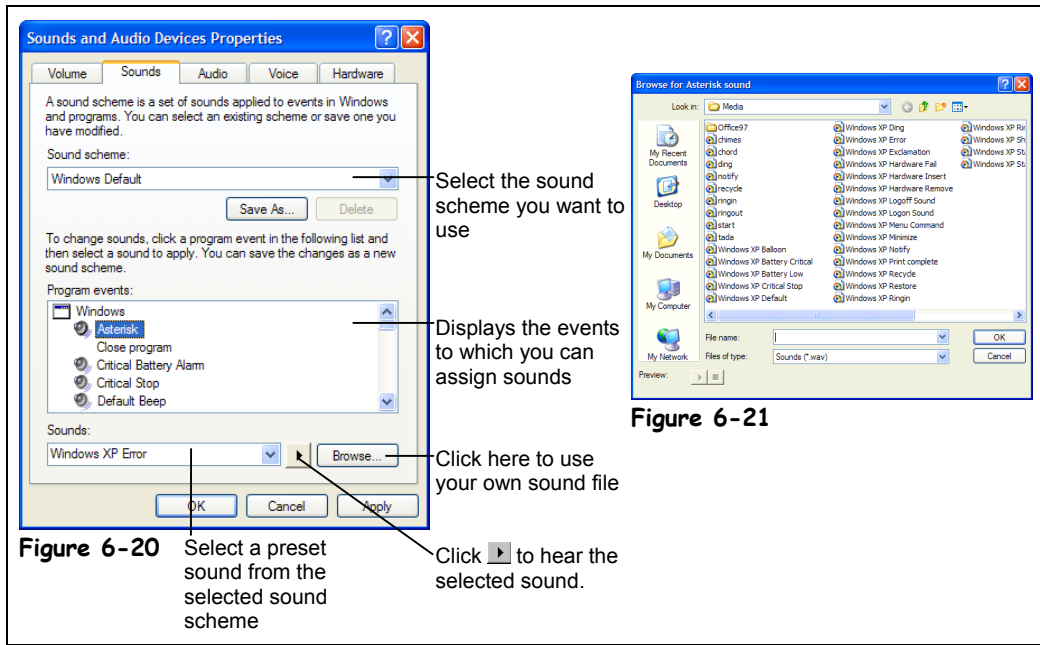 Sounds and Audio Devices Properties
Volume
Sounds
Audio
Voice
Hardware
A sound scheme is a set of sounds applied to events in Windows
and programs. You can select an existing scheme or save one you
have modified.
Sound scheme:
Windows Default
Save As...
Delete
To change sounds, click a program event in the following list and
then select a sound to apply. You can save the changes as a new
sound scheme.
Program events:
Windows
Asterisk
Close program
Critical Battery Alarm
Critical Stop
Default Beep
Sounds:
Windows XP Error
Browse...
OK
Cancel
Apply
Figure 6-20
Select the sound
scheme you want to
use
Displays the events
to which you can
assign sounds
Click here to use
your own sound file
Click to hear the
selected sound.
Select a preset
sound from the
selected sound
scheme
Browse for Asterisk sound
Look in:
Media
My Recent
Documents
Desktop
My Documents
My Computer
My Network
Office97
chimes
chord
ding
notify
recycle
ringin
ringout
start
tada
Windows XP Balloon
Windows XP Battery Critical
Windows XP Battery Low
Windows XP Critical Stop
Windows XP Default
Windows XP Ding
Windows XP Error
Windows XP Exclamation
Windows XP Hardware Fail
Windows XP Hardware Insert
Windows XP Hardware Remove
Windows XP Logoff Sound
Windows XP Logon Sound
Windows XP Menu Command
Windows XP Minimize
Windows XP Notify
Windows XP Print complete
Windows XP Recycle
Windows XP Restore
Windows XP Ringin
Windows XP Rin
Windows XP Sh
Windows XP St
Windows XP St
File name:
OK
Files of type:
Sounds (*.wav)
Cancel
Preview:
Figure 6-21